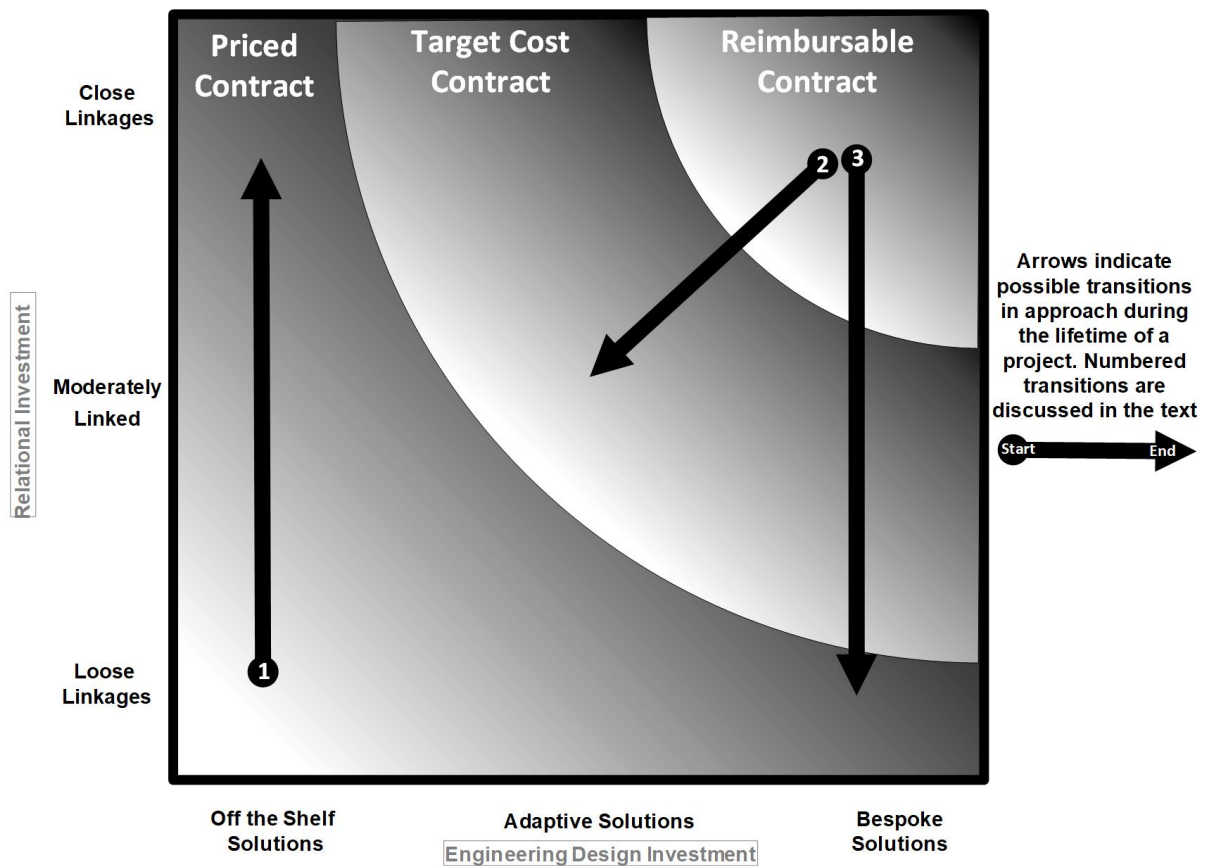 Priced
Contract
Target Cost
Contract
Reimbursable
Contract
Close
Linkages
2
3
Arrows indicate
possible transitions
in approach during
the lifetime of a
project. Numbered
transitions are
discussed in the text
Start
End
Relational Investment
Moderately
Linked
Loose
Linkages
1
Off the Shelf
Solutions
Adaptive Solutions
Bespoke
Solutions
Engineering Design Investment